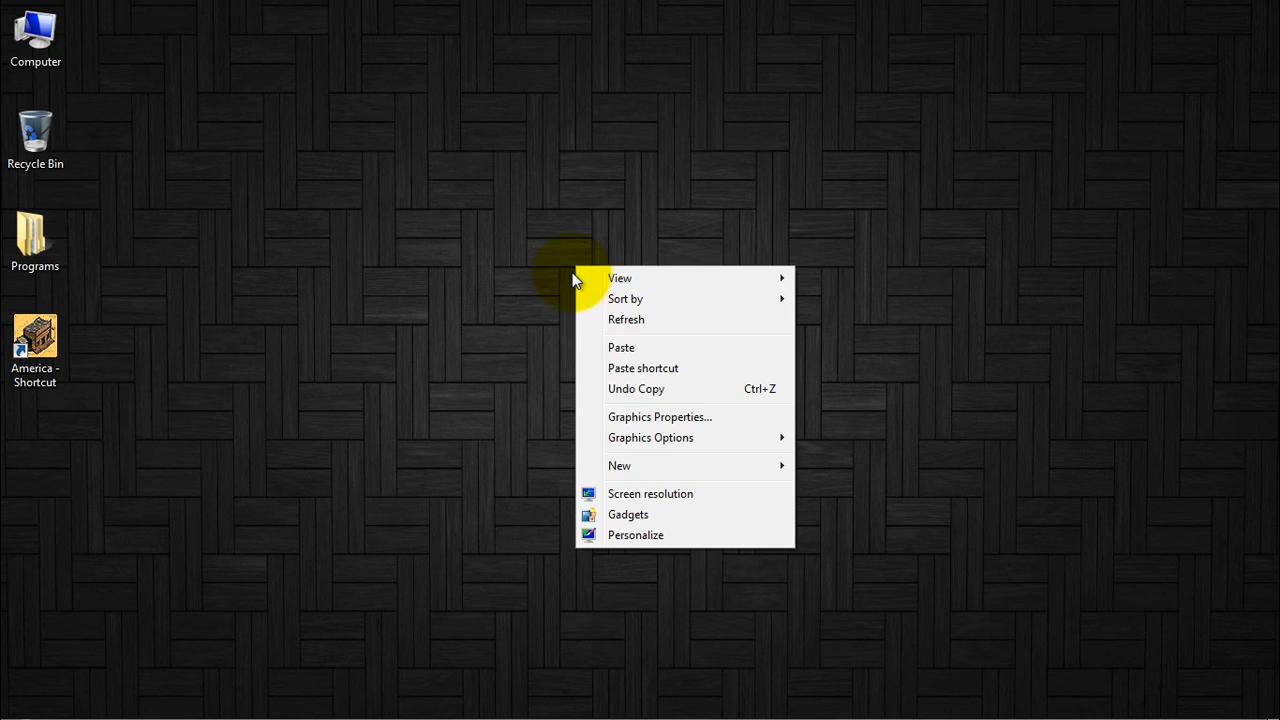 Computer
Recycle Bin
Programs
America -
Shortcut
View
Sort by
Refresh
Paste
Paste shortcut
Undo Copy Ctrl+Z
Graphics Properties...
Graphics Options
New
Screen resolution
Gadgets
Personalize